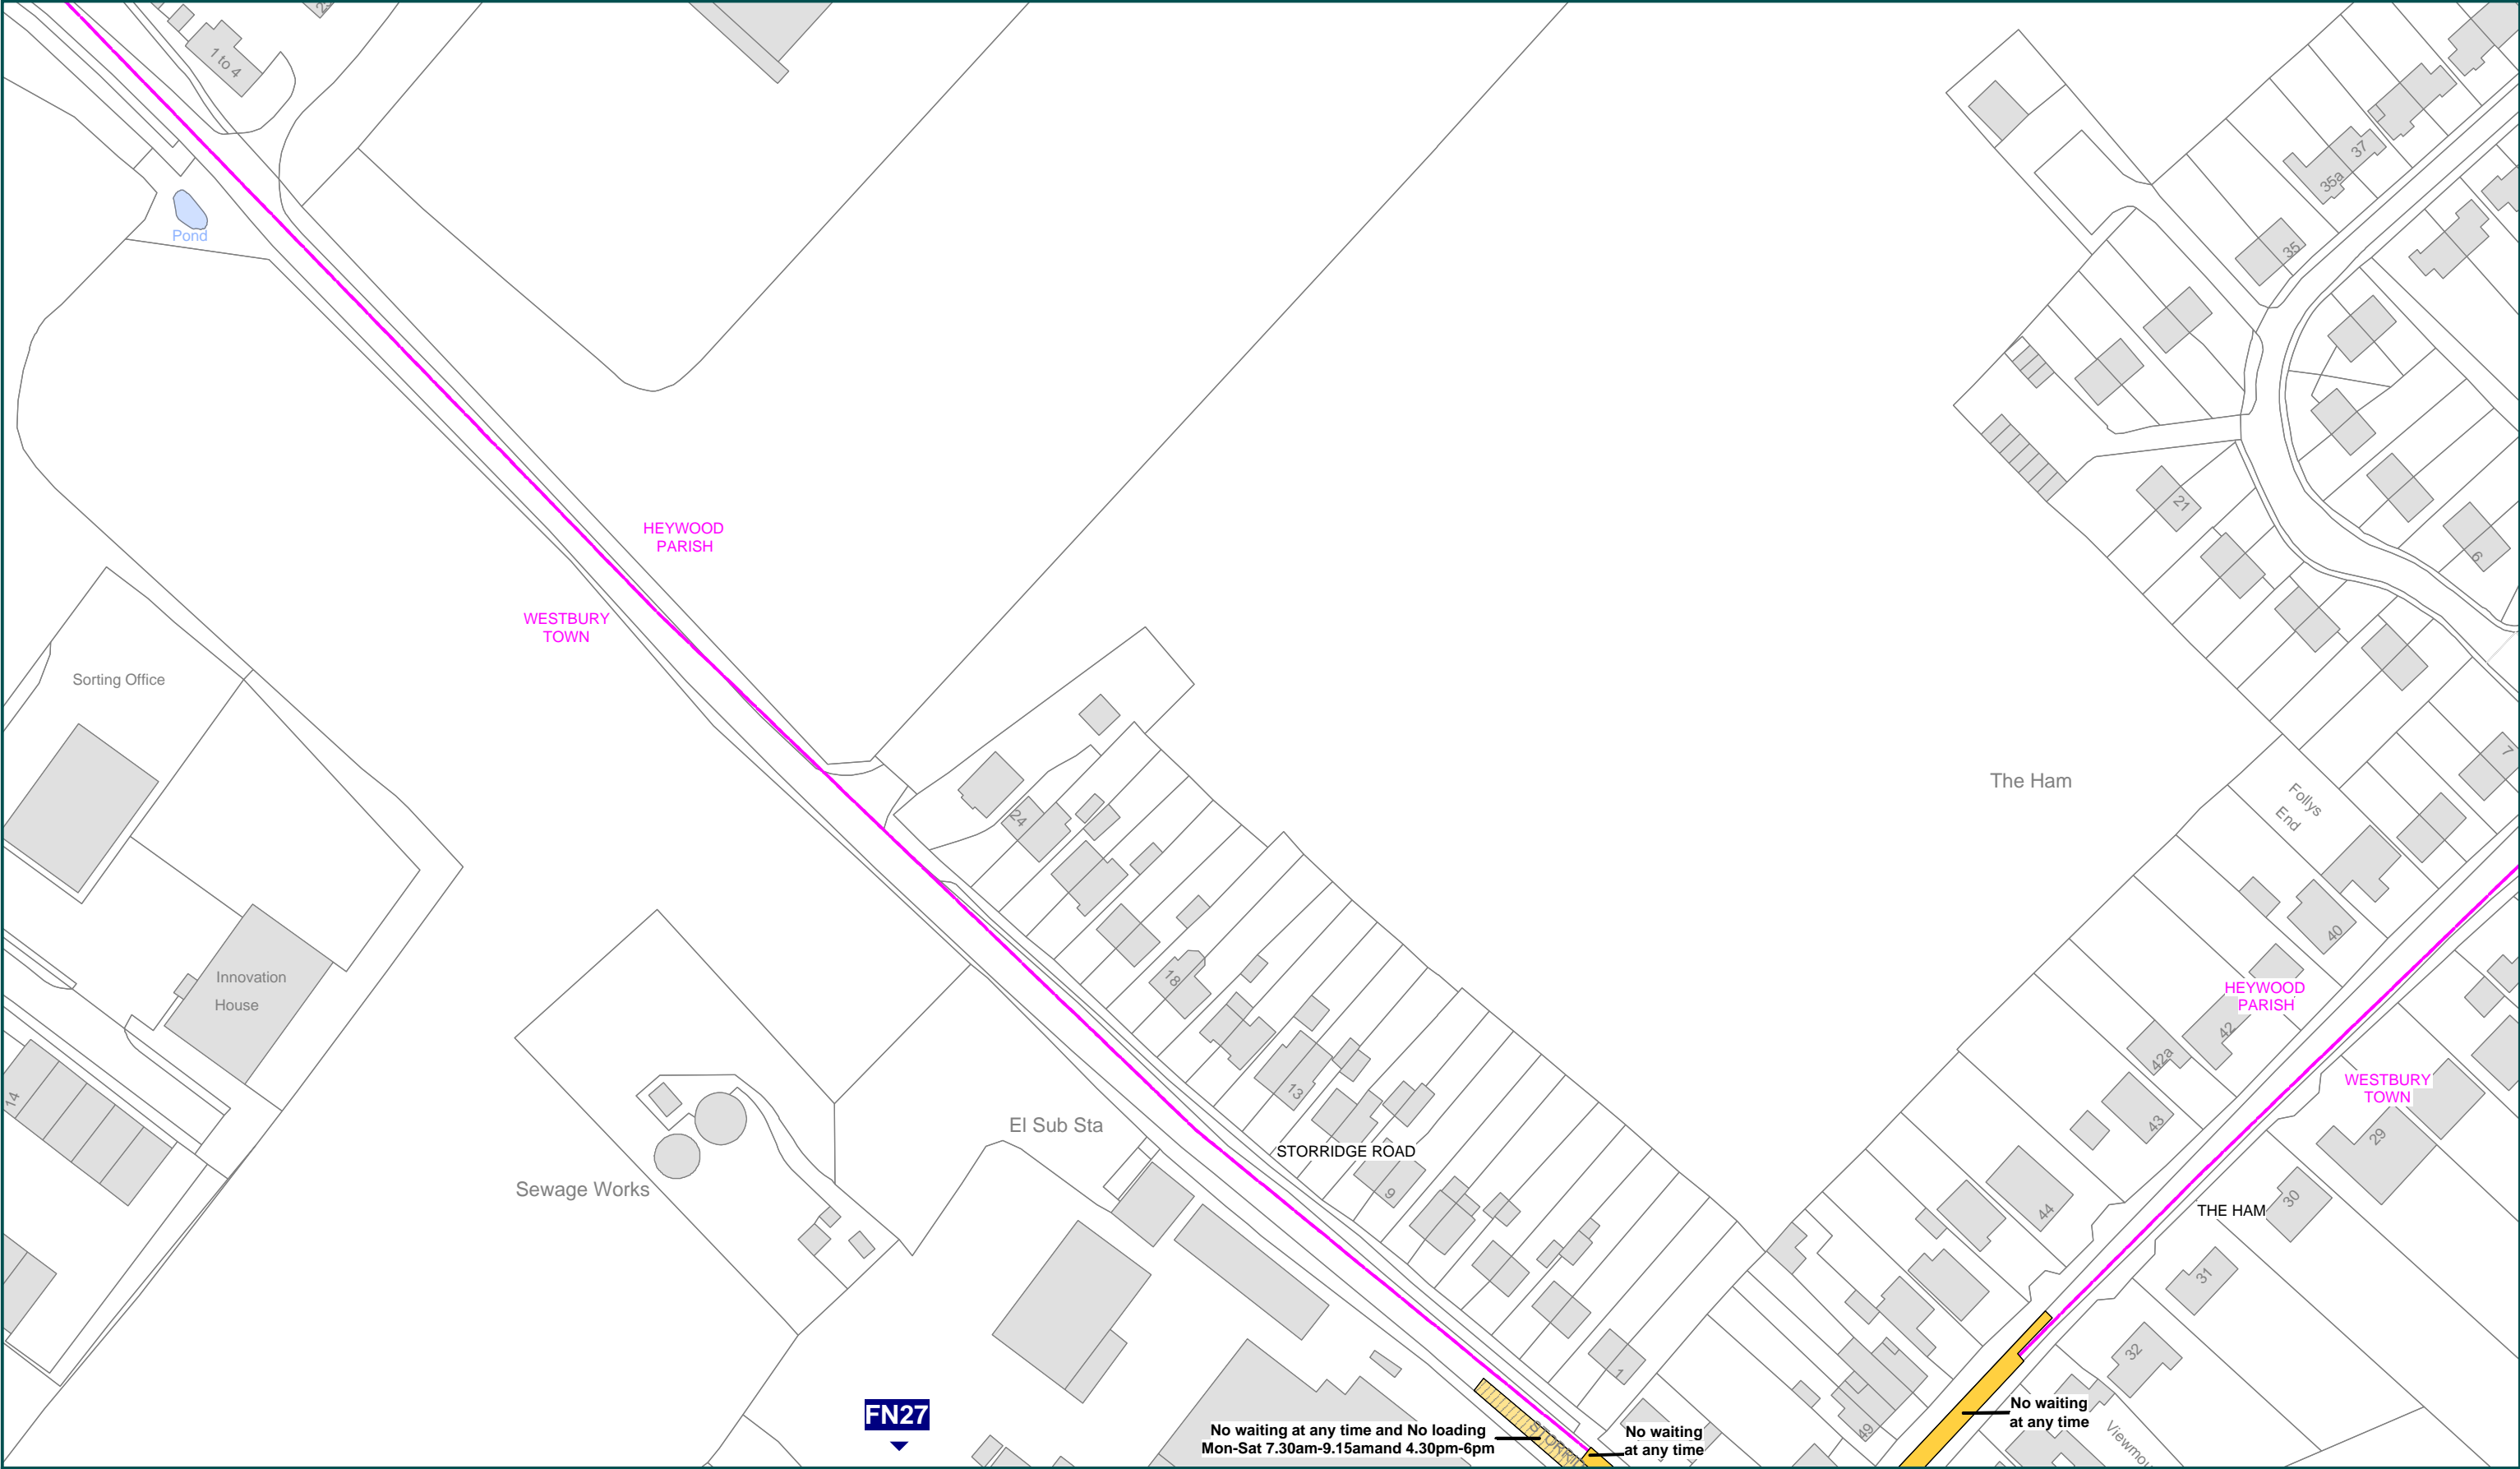 1 to 4
37
35a
35
Pond
21
6
HEYWOOD
PARISH
WESTBURY
TOWN
Sorting Office
7
The Ham
Follys
End
24
40
18
Innovation
House
HEYWOOD
PARISH
42
42a
13
14
WESTBURY
TOWN
43
29
El Sub Sta
STORRIDGE ROAD
Sewage Works
9
44
30
THE HAM
31
32
1
FN27
No waiting at any time and No loading
Mon-Sat 7.30am-9.15amand 4.30pm-6pm
No waiting
at any time
49
No waiting
at any time